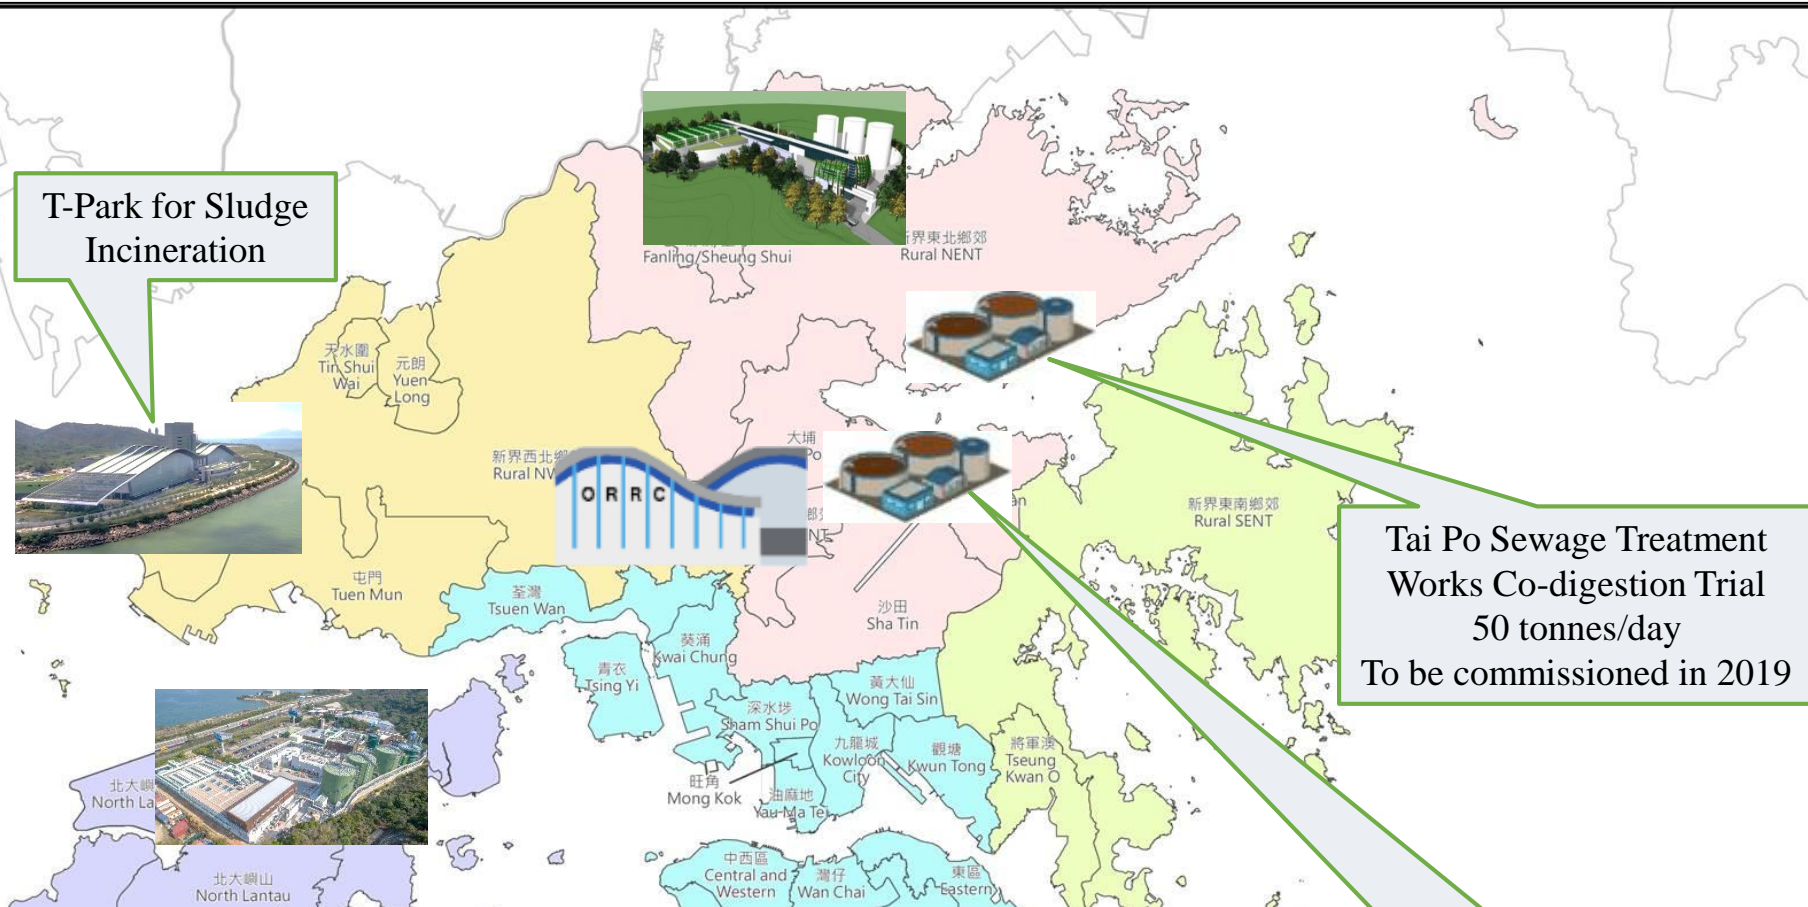 T-Park for Sludge
Incineration
Fanling/Sheung Shui
界東北鄉郊
Rural NENT
天水圍
Tin Shui
Wai
元朗
Yuen
Long
新界西北鄉
Rural NW
大埔
Po
ORRC
新界東南鄉郊
Rural SENT
Tai Po Sewage Treatment
Works Co-digestion Trial
50 tonnes/day
To be commissioned in 2019
屯門
Tuen Mun
荃灣
Tsuen Wan
沙田
Sha Tin
葵涌
Kwai Chung
青衣
Tsing Yi
黃大仙
Wong Tai Sin
深水埗
Sham Shui Po
九龍城
Kowloon
City
觀塘
Kwun Tong
將軍澳
Tseung
Kwan O
旺角
Mong Kok
油麻地
Yau Ma Tei
北大嶼
North La
北大嶼山
North Lantau
中西區
Central and
Western
灣仔
Wan Chai
東區
Eastern